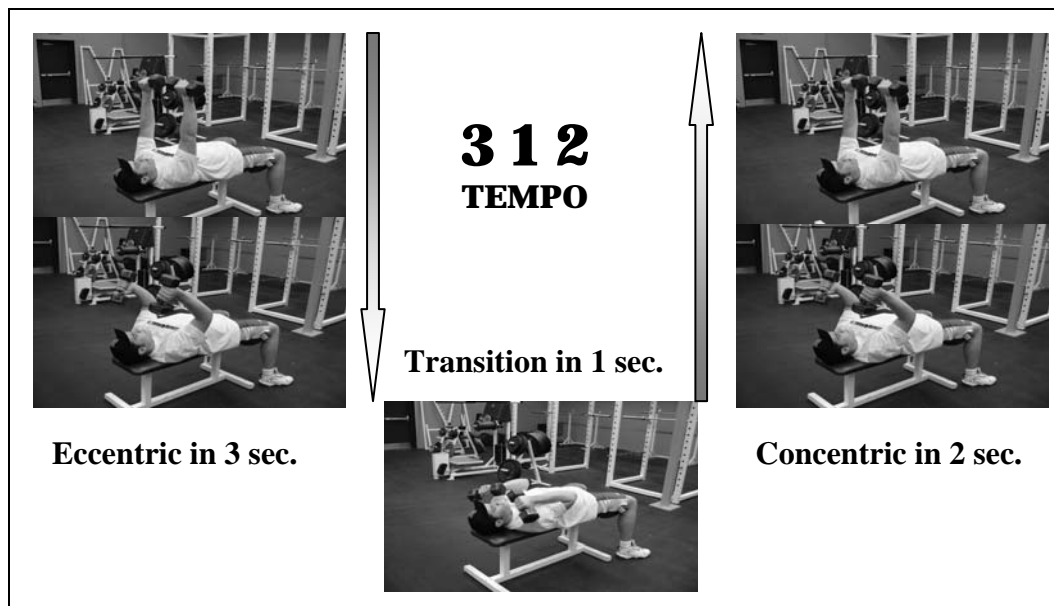 3 1 2
TEMPO
Transition in 1 sec.
Eccentric in 3 sec.
Concentric in 2 sec.